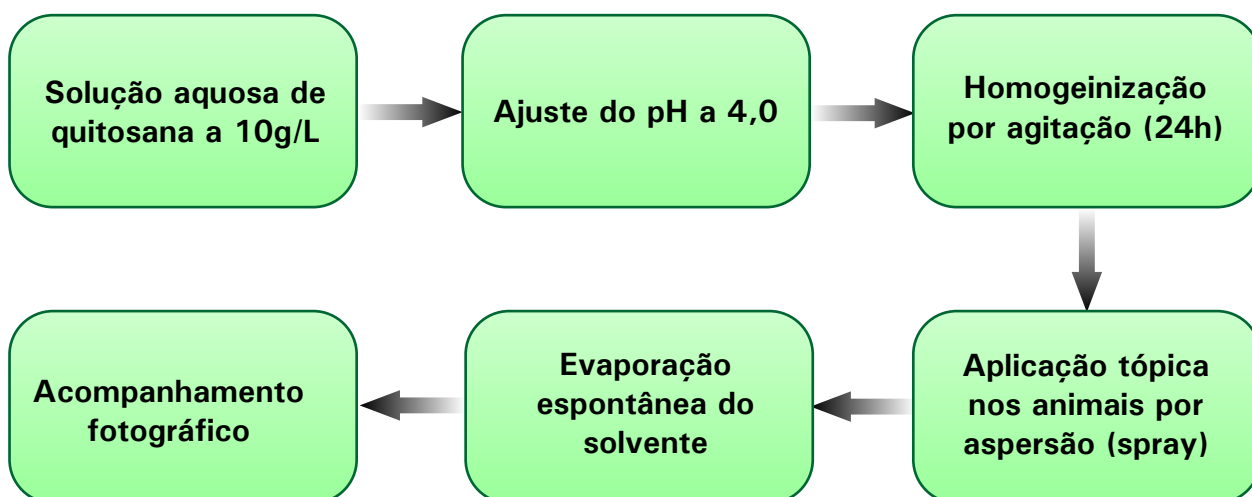 Solução aquosa de
quitosana a 10g/L
Ajuste do pH a 4,0
Homogeinização
por agitação (24h)
Aplicação tópica
nos animais por
aspersão (spray)
Evaporação
espontânea do
solvente
Acompanhamento
fotográfico